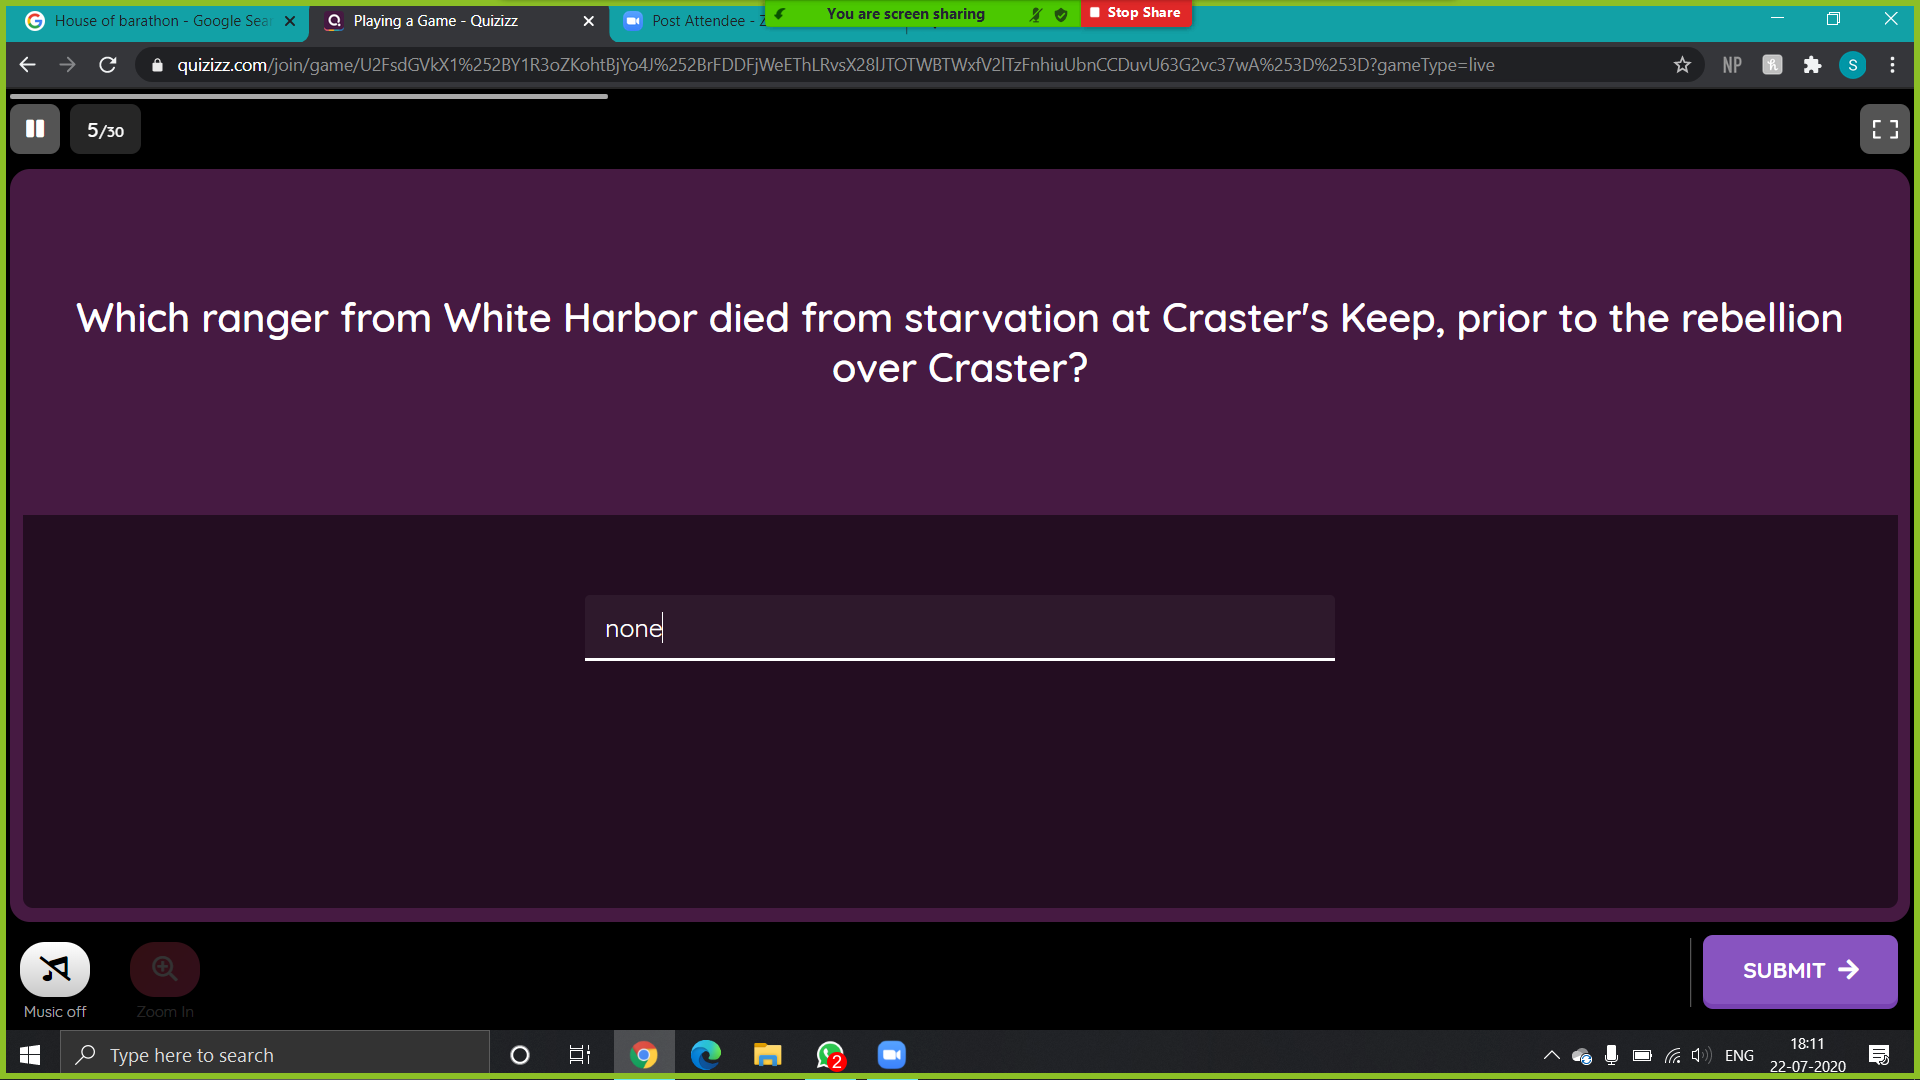 House of barathon - Google Sea
Playing a Game - Quizizz
Post Attendee - Z
You are screen sharing
Stop Share
quizizz.com/join/game/U2FsdGVkX1%252BY1R3oZKohtBjYo4J%252BrFDDFjWeEThLRvsX28lJTOTWBTWxfV2lTzFnhiuUbnCCDuvU63G2vc37wA%253D%253D?gameType=live
NP
S
5/30
Which ranger from White Harbor died from starvation at Craster's Keep, prior to the rebellion
over Craster?
none
Music off
Zoom In
SUBMIT
Type here to search
2
ENG
18:11
22-07-2020